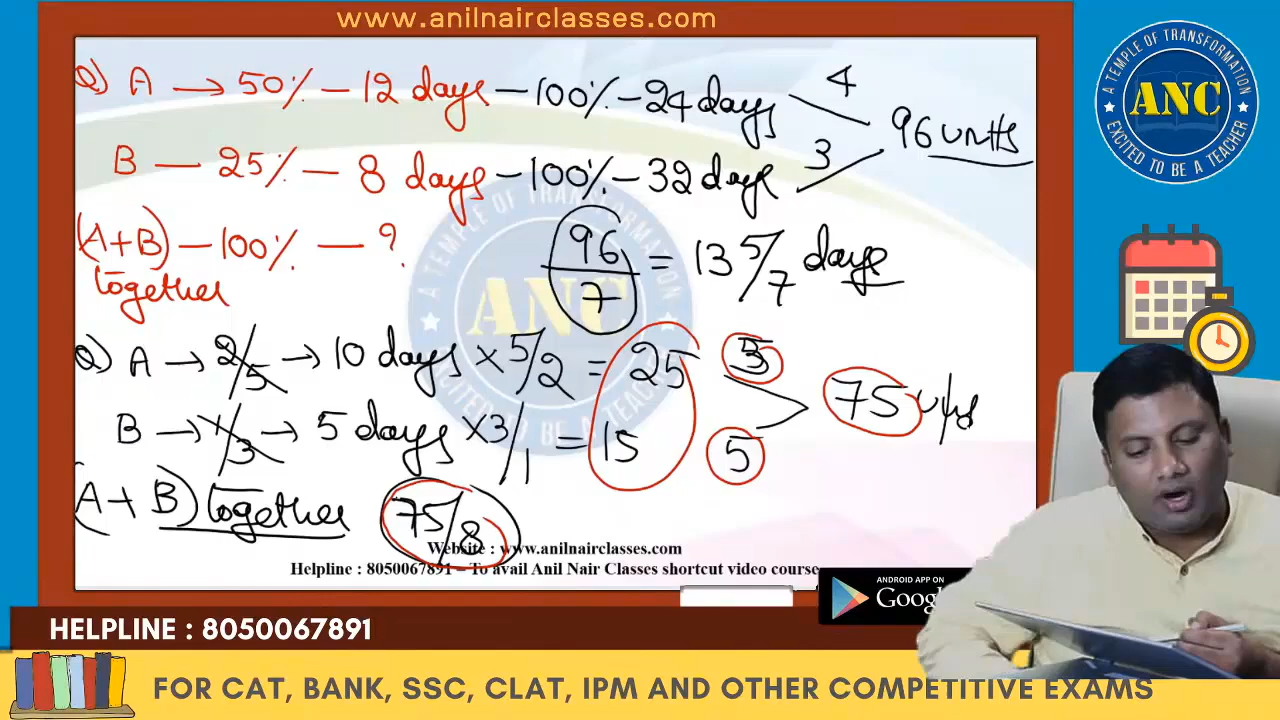 www.anilnairclasses.com
Q) A → 50% – 12 days – 100% – 24 days 4
96 units
B — 25% – 8 days – 100% – 32 days 3
(A+B) – 100% – ?
together
96/7 = 13 5/7 days
Q) A → 2/5 → 10 days × 5/2 = 25 3
75
B → 1/3 → 5 days × 3/1 = 15 5
(A + B) together 75/8
Website : www.anilnairclasses.com
Helpline : 8050067891 – To avail Anil Nair Classes shortcut video course
ANC
A TEMPLE OF TRANSFORMATION
ANC
EXCITED TO BE A TEACHER
ANDROID APP ON
HELPLINE : 8050067891
FOR CAT, BANK, SSC, CLAT, IPM AND OTHER COMPETITIVE EXAMS